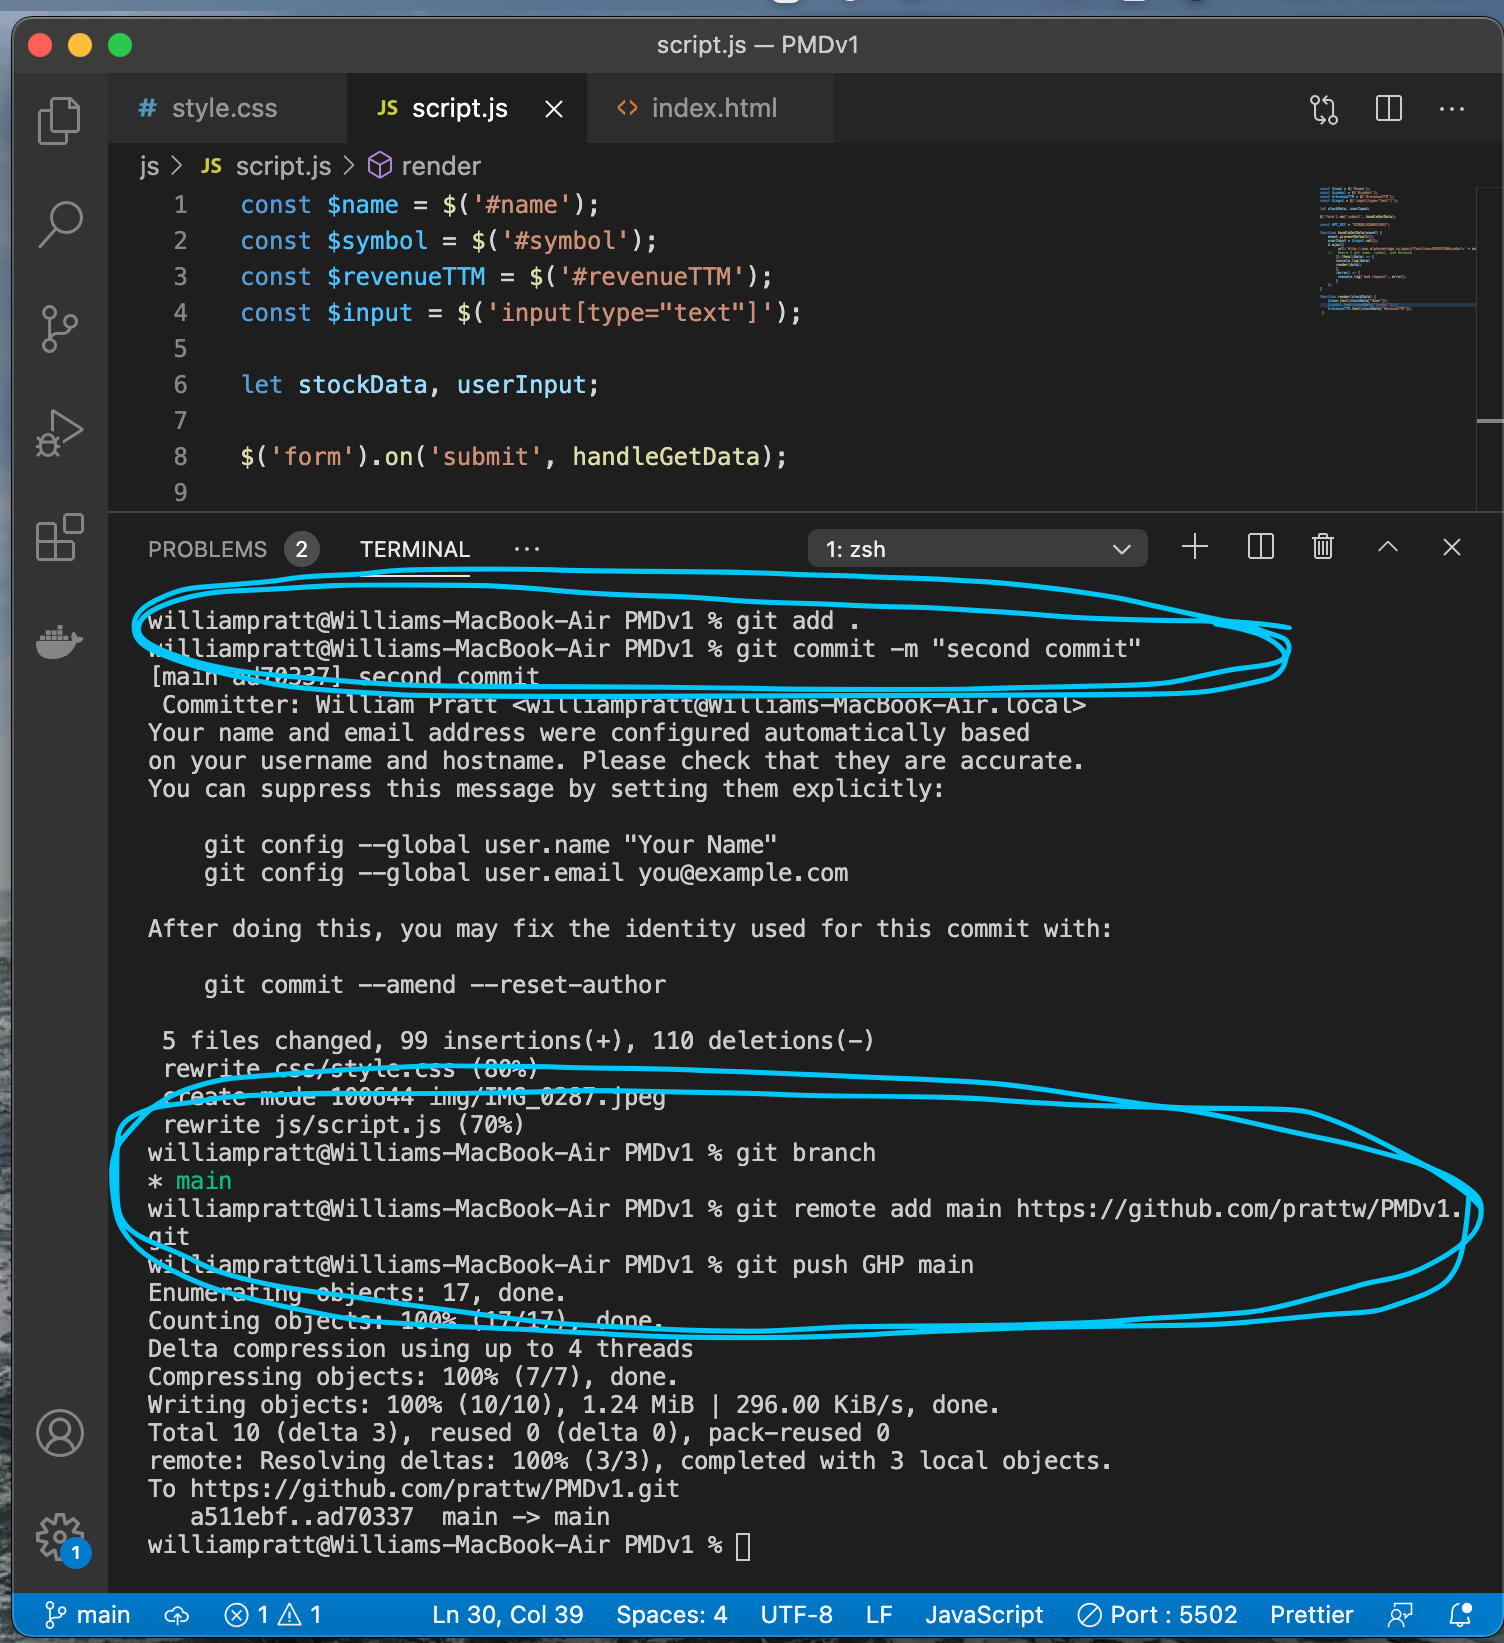 script.js — PMDv1
# style.css JS script.js index.html
js > JS script.js > render
1 const $name = $('#name');
2 const $symbol = $('#symbol');
3 const $revenueTTM = $('#revenueTTM');
4 const $input = $('input[type="text"]');
5
6 let stockData, userInput;
7
8 $('form').on('submit', handleGetData);
9
PROBLEMS 2 TERMINAL ··· 1: zsh
williampratt@Williams-MacBook-Air PMDv1 % git add .
williampratt@Williams-MacBook-Air PMDv1 % git commit -m "second commit"
[main ad70337] second commit
Committer: William Pratt <williampratt@Williams-MacBook-Air.local>
Your name and email address were configured automatically based
on your username and hostname. Please check that they are accurate.
You can suppress this message by setting them explicitly:
git config --global user.name "Your Name"
git config --global user.email you@example.com
After doing this, you may fix the identity used for this commit with:
git commit --amend --reset-author
5 files changed, 99 insertions(+), 110 deletions(-)
rewrite css/style.css (80%)
create mode 100644 img/IMG_0287.jpeg
rewrite js/script.js (70%)
williampratt@Williams-MacBook-Air PMDv1 % git branch
* main
williampratt@Williams-MacBook-Air PMDv1 % git remote add main https://github.com/prattw/PMDv1.
git
williampratt@Williams-MacBook-Air PMDv1 % git push GHP main
Enumerating objects: 17, done.
Counting objects: 100% (17/17), done.
Delta compression using up to 4 threads
Compressing objects: 100% (7/7), done.
Writing objects: 100% (10/10), 1.24 MiB | 296.00 KiB/s, done.
Total 10 (delta 3), reused 0 (delta 0), pack-reused 0
remote: Resolving deltas: 100% (3/3), completed with 3 local objects.
To https://github.com/prattw/PMDv1.git
a511ebf..ad70337 main -> main
williampratt@Williams-MacBook-Air PMDv1 %
1
main 1 1 Ln 30, Col 39 Spaces: 4 UTF-8 LF JavaScript Port : 5502 Prettier